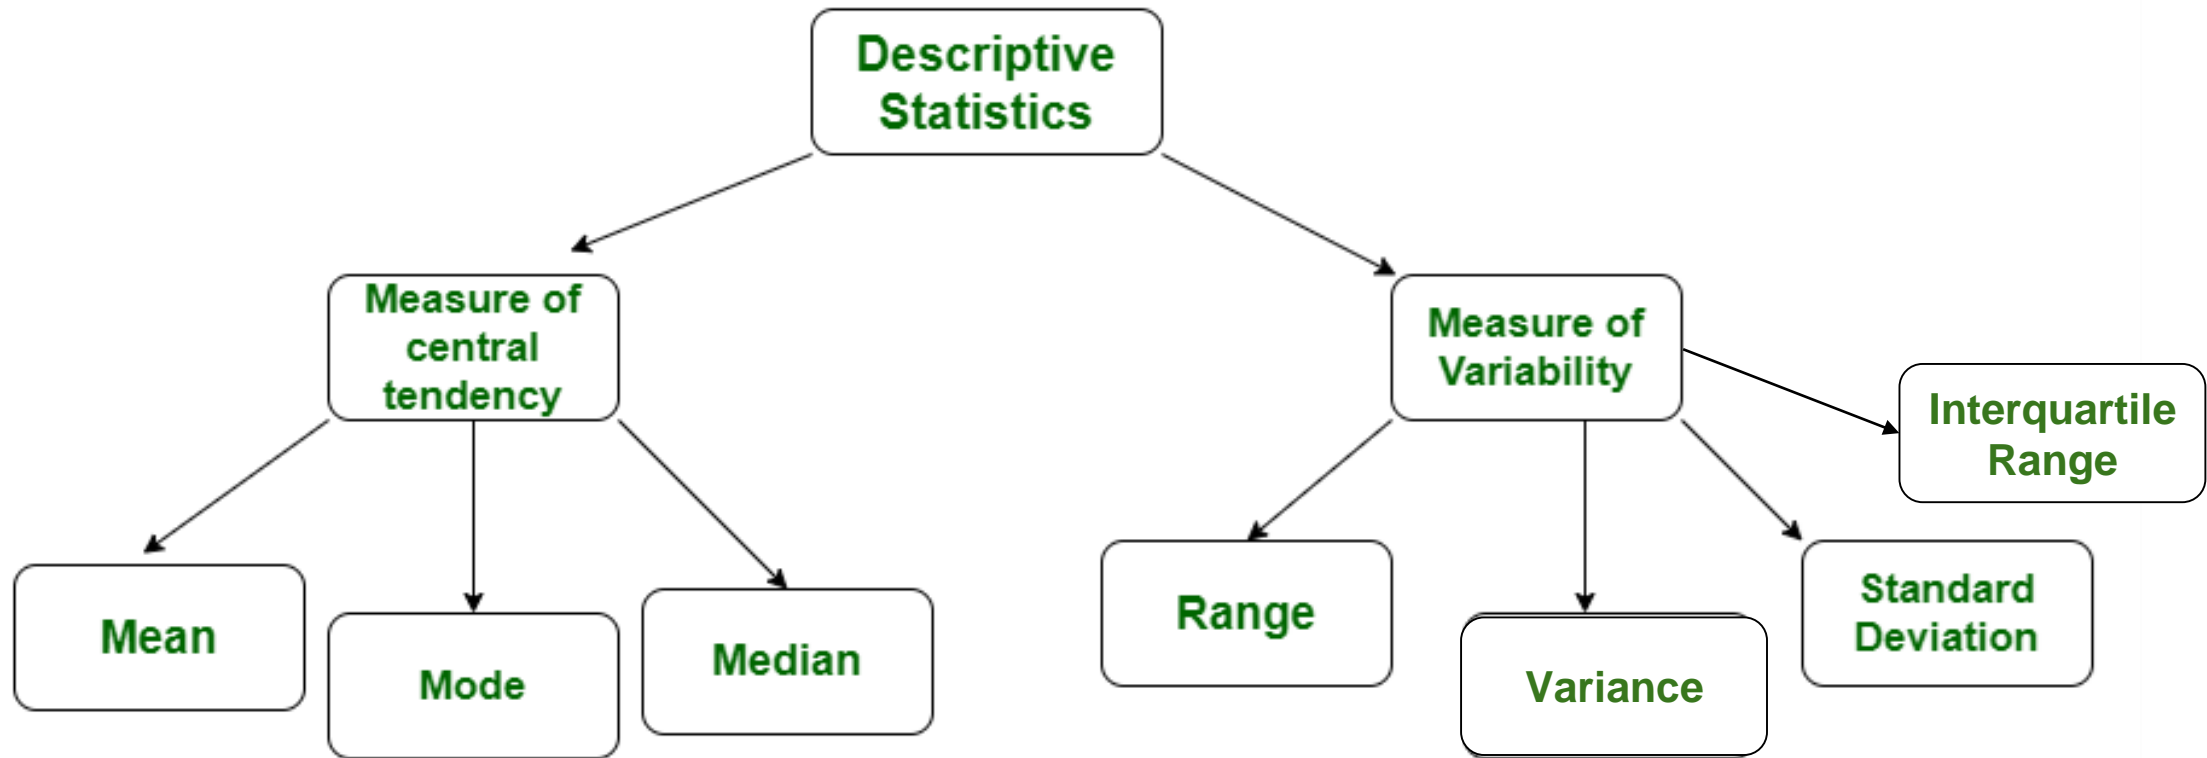 Descriptive
Statistics
Measure of
central
tendency
Measure of
Variability
Interquartile
Range
Mean
Mode
Median
Range
Variance
Standard
Deviation